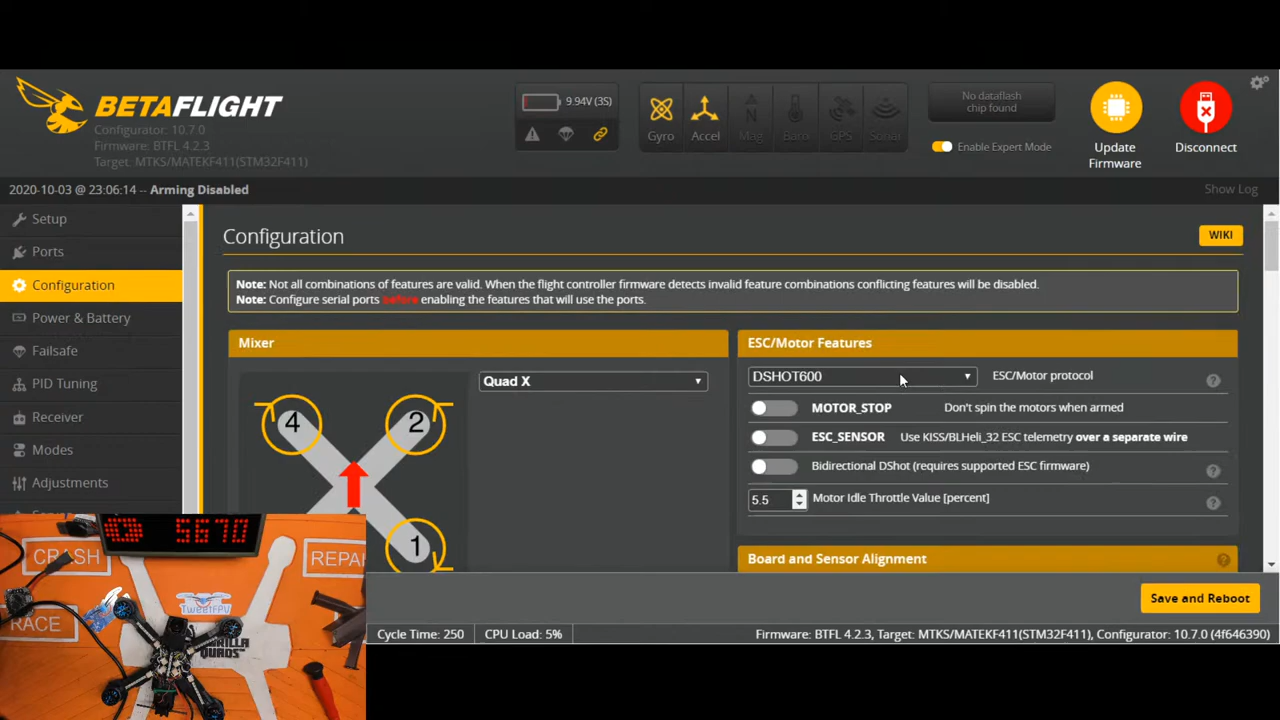 BETAFLIGHT
Configurator: 10.7.0
Firmware: BTFL 4.2.3
Target: MTKS/MATEKF411(STM32F411)
9.94V (3S)
Gyro
Accel
Mag
Baro
GPS
Sonar
No dataflash
chip found
Enable Expert Mode
Update
Firmware
Disconnect
2020-10-03 @ 23:06:14 -- Arming Disabled
Show Log
Setup
Ports
Configuration
Power & Battery
Failsafe
PID Tuning
Receiver
Modes
Adjustments
Configuration
WIKI
Note: Not all combinations of features are valid. When the flight controller firmware detects invalid feature combinations conflicting features will be disabled.
Note: Configure serial ports before enabling the features that will use the ports.
Mixer
Quad X
4
2
1
ESC/Motor Features
DSHOT600
ESC/Motor protocol
MOTOR_STOP
Don't spin the motors when armed
ESC_SENSOR
Use KISS/BLHeli_32 ESC telemetry over a separate wire
Bidirectional DShot (requires supported ESC firmware)
5.5
Motor Idle Throttle Value [percent]
Board and Sensor Alignment
Save and Reboot
Cycle Time: 250
CPU Load: 5%
Firmware: BTFL 4.2.3, Target: MTKS/MATEKF411(STM32F411), Configurator: 10.7.0 (4f646390)
5670
CRASH
REPAI
RACE
TweetFPV
QUADS